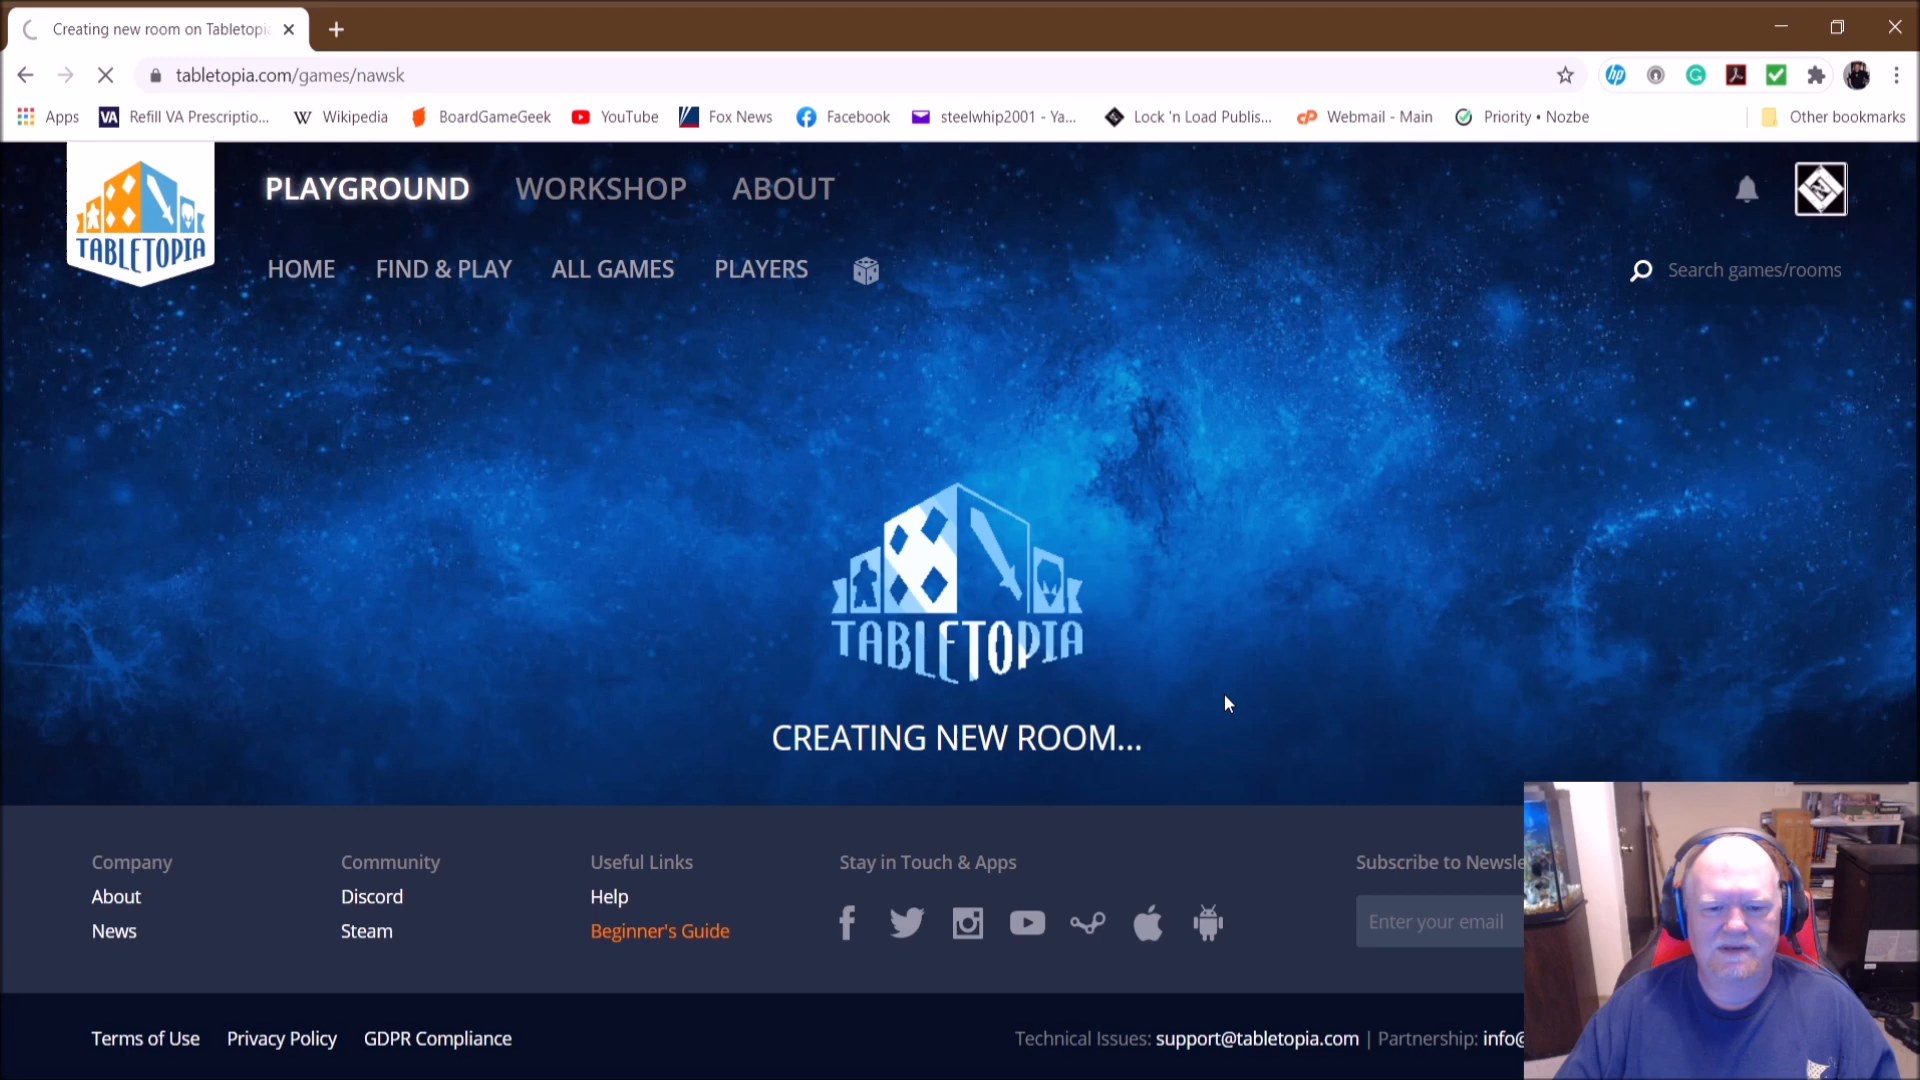 Creating new room on Tabletopi
tabletopia.com/games/nawsk
Apps
VA Refill VA Prescriptio...
W Wikipedia
BoardGameGeek
YouTube
Fox News
Facebook
steelwhip2001 - Ya...
Lock 'n Load Publis...
cP Webmail - Main
Priority • Nozbe
Other bookmarks
hp
TABLETOPIA
PLAYGROUND WORKSHOP ABOUT
HOME FIND & PLAY ALL GAMES PLAYERS
Search games/rooms
TABLETOPIA
CREATING NEW ROOM...
Company
About
News
Community
Discord
Steam
Useful Links
Help
Beginner's Guide
Stay in Touch & Apps
Subscribe to Newsle
Enter your email
Terms of Use Privacy Policy GDPR Compliance
Technical Issues: support@tabletopia.com | Partnership: info@